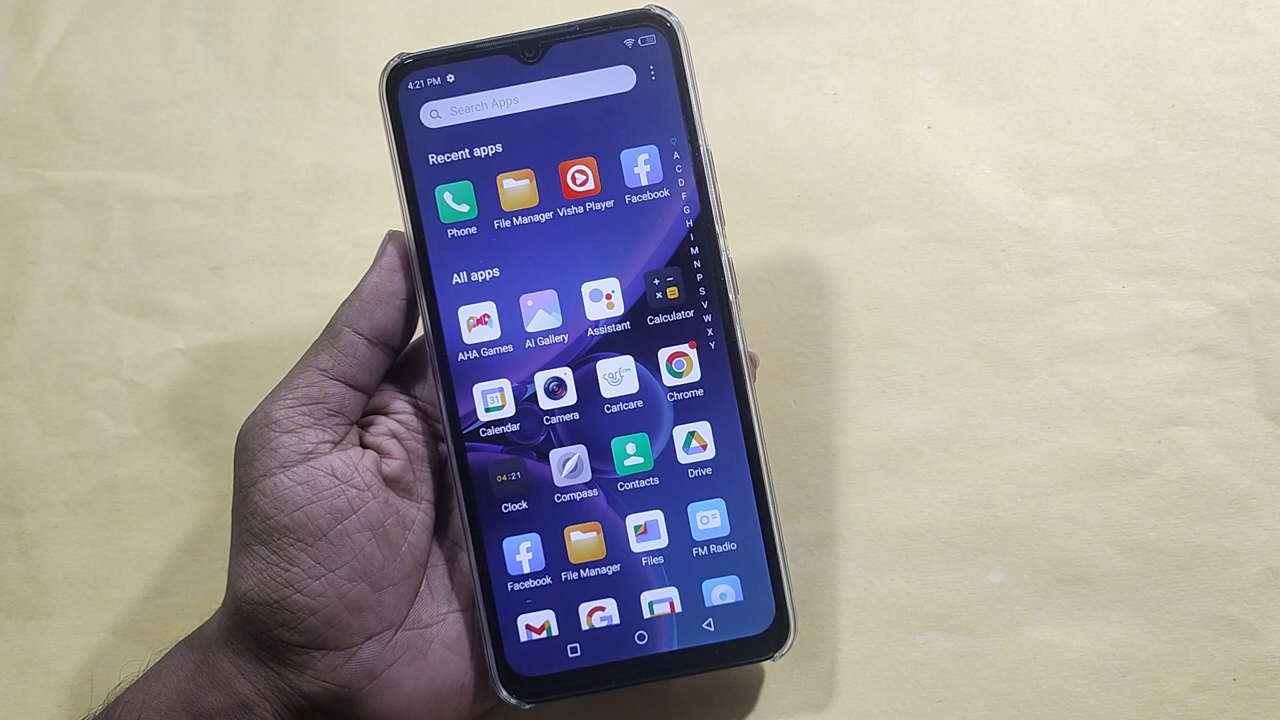 4:21 PM
Search Apps
Recent apps
Phone File Manager Visha Player Facebook
All apps
AHA Games AI Gallery Assistant Calculator
Calendar Camera Carlcare Chrome
Clock Compass Contacts Drive
Facebook File Manager Files FM Radio
31
04:21
A
C
D
F
G
H
I
M
N
P
S
V
W
X
Y